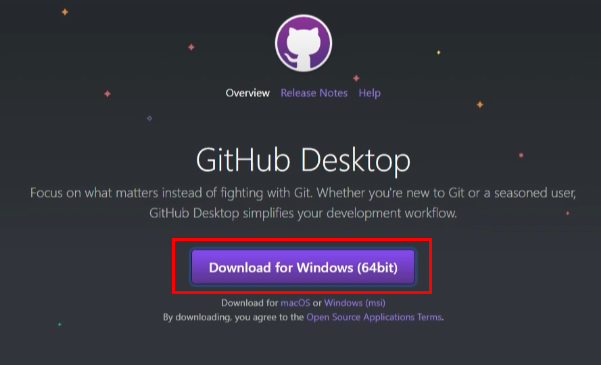 Overview Release Notes Help
GitHub Desktop
Focus on what matters instead of fighting with Git. Whether you're new to Git or a seasoned user,
GitHub Desktop simplifies your development workflow.
Download for Windows (64bit)
Download for macOS or Windows (msi)
By downloading, you agree to the Open Source Applications Terms.